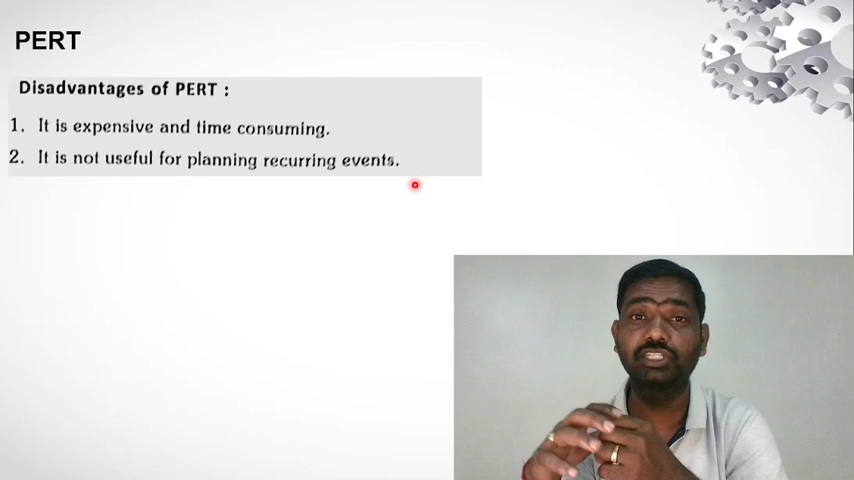 PERT
Disadvantages of PERT :
1. It is expensive and time consuming.
2. It is not useful for planning recurring events.